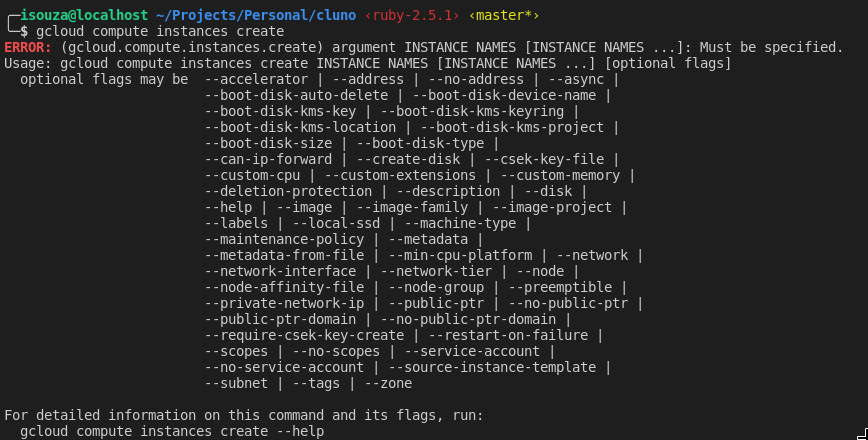 ╭─isouza@localhost ~/Projects/Personal/cluno ‹ruby-2.5.1› ‹master*›
╰─$ gcloud compute instances create
ERROR: (gcloud.compute.instances.create) argument INSTANCE NAMES [INSTANCE NAMES ...]: Must be specified.
Usage: gcloud compute instances create INSTANCE NAMES [INSTANCE NAMES ...] [optional flags]
  optional flags may be  --accelerator | --address | --no-address | --async |
                         --boot-disk-auto-delete | --boot-disk-device-name |
                         --boot-disk-kms-key | --boot-disk-kms-keyring |
                         --boot-disk-kms-location | --boot-disk-kms-project |
                         --boot-disk-size | --boot-disk-type |
                         --can-ip-forward | --create-disk | --csek-key-file |
                         --custom-cpu | --custom-extensions | --custom-memory |
                         --deletion-protection | --description | --disk |
                         --help | --image | --image-family | --image-project |
                         --labels | --local-ssd | --machine-type |
                         --maintenance-policy | --metadata |
                         --metadata-from-file | --min-cpu-platform | --network |
                         --network-interface | --network-tier | --node |
                         --node-affinity-file | --node-group | --preemptible |
                         --private-network-ip | --public-ptr | --no-public-ptr |
                         --public-ptr-domain | --no-public-ptr-domain |
                         --require-csek-key-create | --restart-on-failure |
                         --scopes | --no-scopes | --service-account |
                         --no-service-account | --source-instance-template |
                         --subnet | --tags | --zone

For detailed information on this command and its flags, run:
  gcloud compute instances create --help